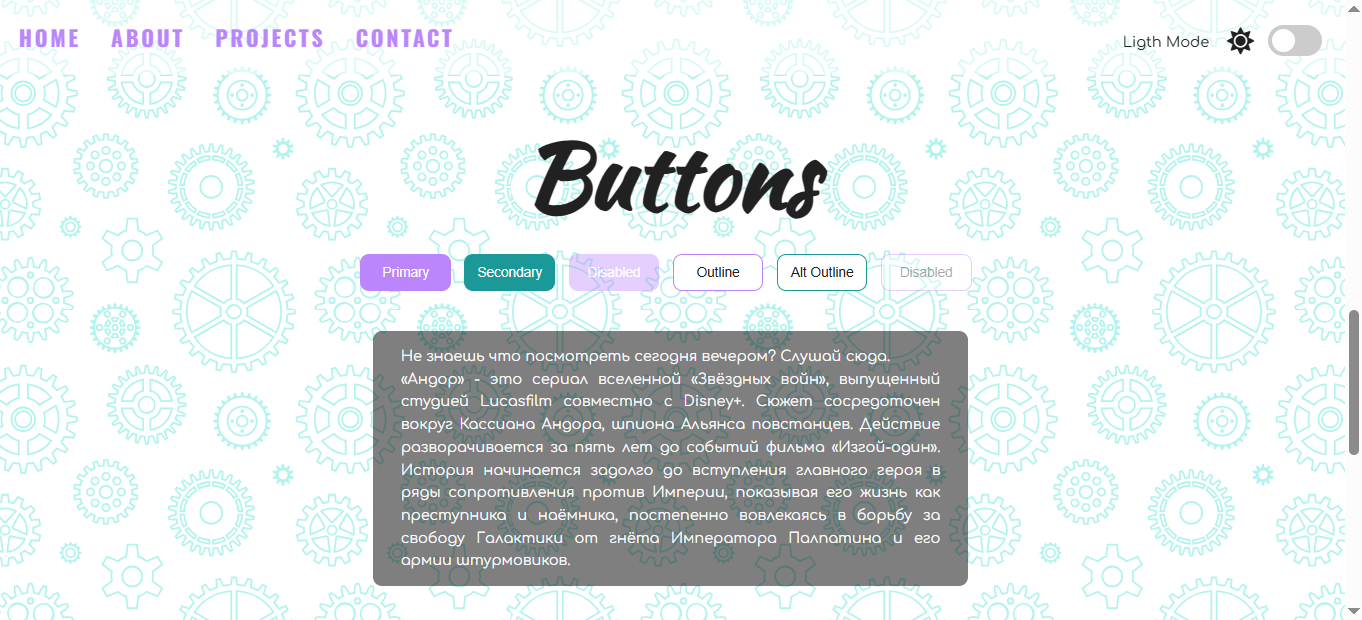 HOME ABOUT PROJECTS CONTACT
Ligth Mode
Buttons
Primary Secondary Disabled Outline Alt Outline Disabled
Не знаешь что посмотреть сегодня вечером? Слушай сюда.
«Андор» - это сериал вселенной «Звёздных войн», выпущенный
студией Lucasfilm совместно с Disney+. Сюжет сосредоточен
вокруг Кассиана Андора, шпиона Альянса повстанцев. Действие
разворачивается за пять лет до событий фильма «Изгой-один».
История начинается задолго до вступления главного героя в
ряды сопротивления против Империи, показывая его жизнь как
преступника и наёмника, постепенно вовлекаясь в борьбу за
свободу Галактики от гнёта Императора Палпатина и его
армии штурмовиков.